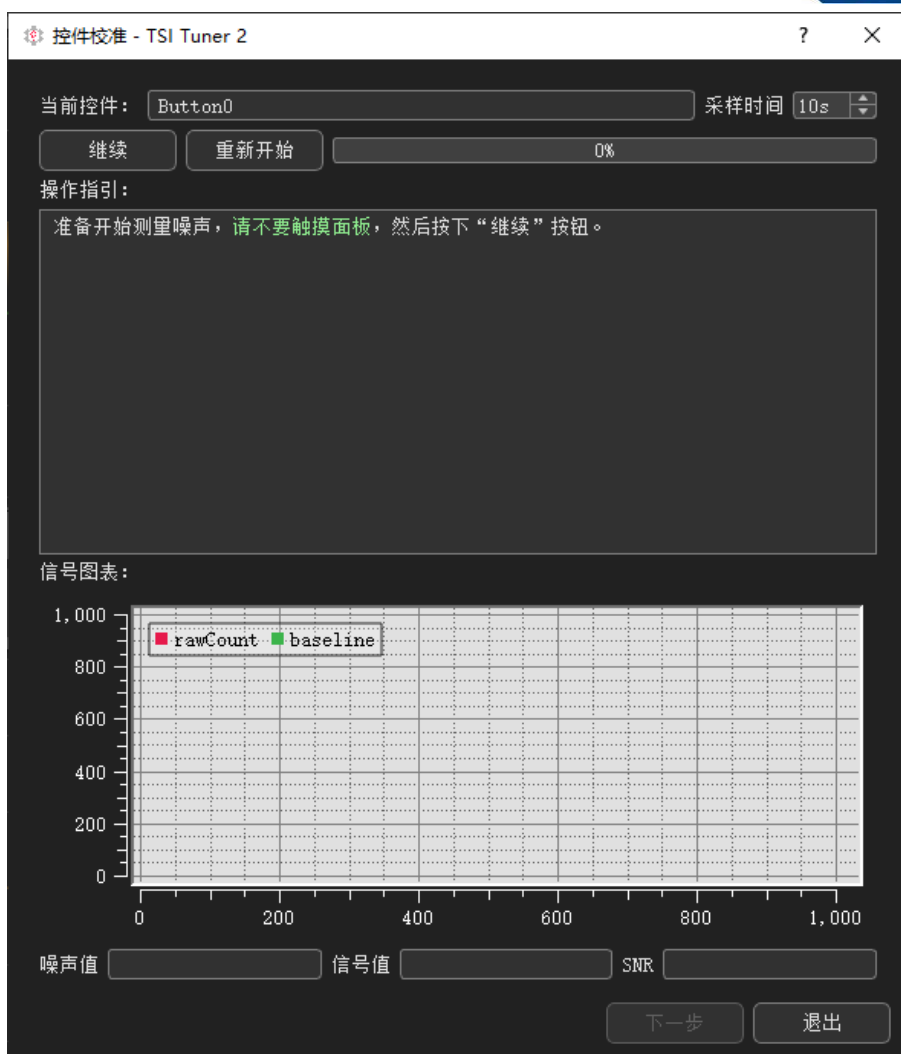 控件校准 - TSI Tuner 2
当前控件： Button0 采样时间 10s
继续 重新开始 0%
操作指引：
准备开始测量噪声，请不要触摸面板，然后按下“继续”按钮。
信号图表：
rawCount baseline
1,000
800
600
400
200
0
0 200 400 600 800 1,000
噪声值 信号值 SNR
下一步 退出